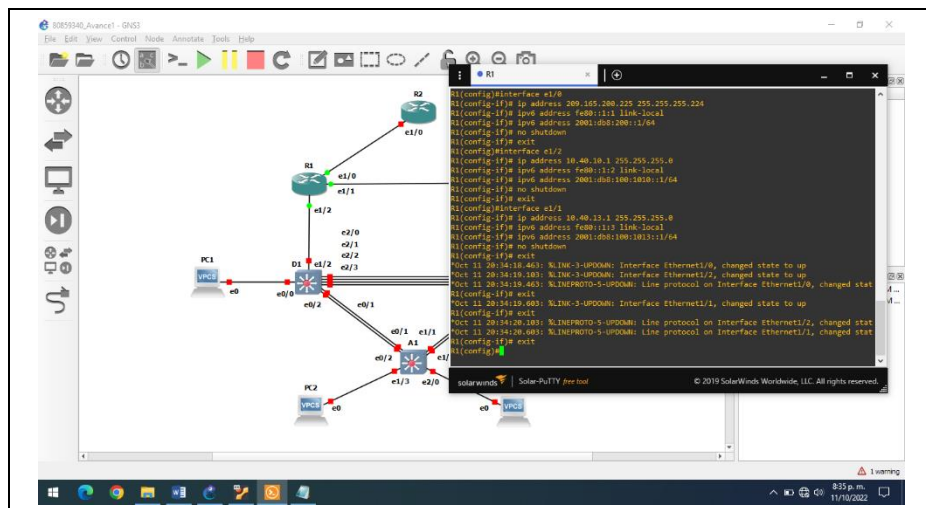 80859340_Avance1 - GNS3
File Edit View Control Node Annotate Tools Help
R1
R1(config)#interface e1/0
R1(config-if)# ip address 209.165.200.225 255.255.255.224
R1(config-if)# ipv6 address fe80::1:1 link-local
R1(config-if)# ipv6 address 2001:db8:200::1/64
R1(config-if)# no shutdown
R1(config-if)# exit
R1(config)#interface e1/2
R1(config-if)# ip address 10.40.10.1 255.255.255.0
R1(config-if)# ipv6 address fe80::1:2 link-local
R1(config-if)# ipv6 address 2001:db8:100:1010::1/64
R1(config-if)# no shutdown
R1(config-if)# exit
R1(config)#interface e1/1
R1(config-if)# ip address 10.40.13.1 255.255.255.0
R1(config-if)# ipv6 address fe80::1:3 link-local
R1(config-if)# ipv6 address 2001:db8:100:1013::1/64
R1(config-if)# no shutdown
R1(config-if)# exit
*Oct 11 20:34:18.463: %LINK-3-UPDOWN: Interface Ethernet1/0, changed state to up
*Oct 11 20:34:19.103: %LINK-3-UPDOWN: Interface Ethernet1/2, changed state to up
*Oct 11 20:34:19.463: %LINEPROTO-5-UPDOWN: Line protocol on Interface Ethernet1/0, changed stat
R1(config-if)# exit
*Oct 11 20:34:19.603: %LINK-3-UPDOWN: Interface Ethernet1/1, changed state to up
R1(config-if)# exit
*Oct 11 20:34:20.103: %LINEPROTO-5-UPDOWN: Line protocol on Interface Ethernet1/2, changed stat
*Oct 11 20:34:20.603: %LINEPROTO-5-UPDOWN: Line protocol on Interface Ethernet1/1, changed stat
R1(config-if)# exit
R1(config)#
solarwinds Solar-PuTTY free tool © 2019 SolarWinds Worldwide, LLC. All rights reserved.
R2
e1/0
R1
e1/0
e1/1
e1/2
e2/0
e2/1
e2/2
e2/3
PC1
VPCS
e0
D1
e1/2
e0/0
e0/2
e0/1
e0/1
e1/1
A1
e0/2
e1/
e1/3
e2/0
PC2
VPCS
e0
e0
VPCS
1 warning
8:35 p. m.
11/10/2022